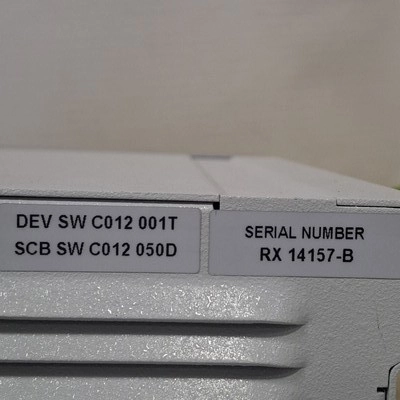 DEV SW C012 001T
SCB SW C012 050D
SERIAL NUMBER
RX 14157-B